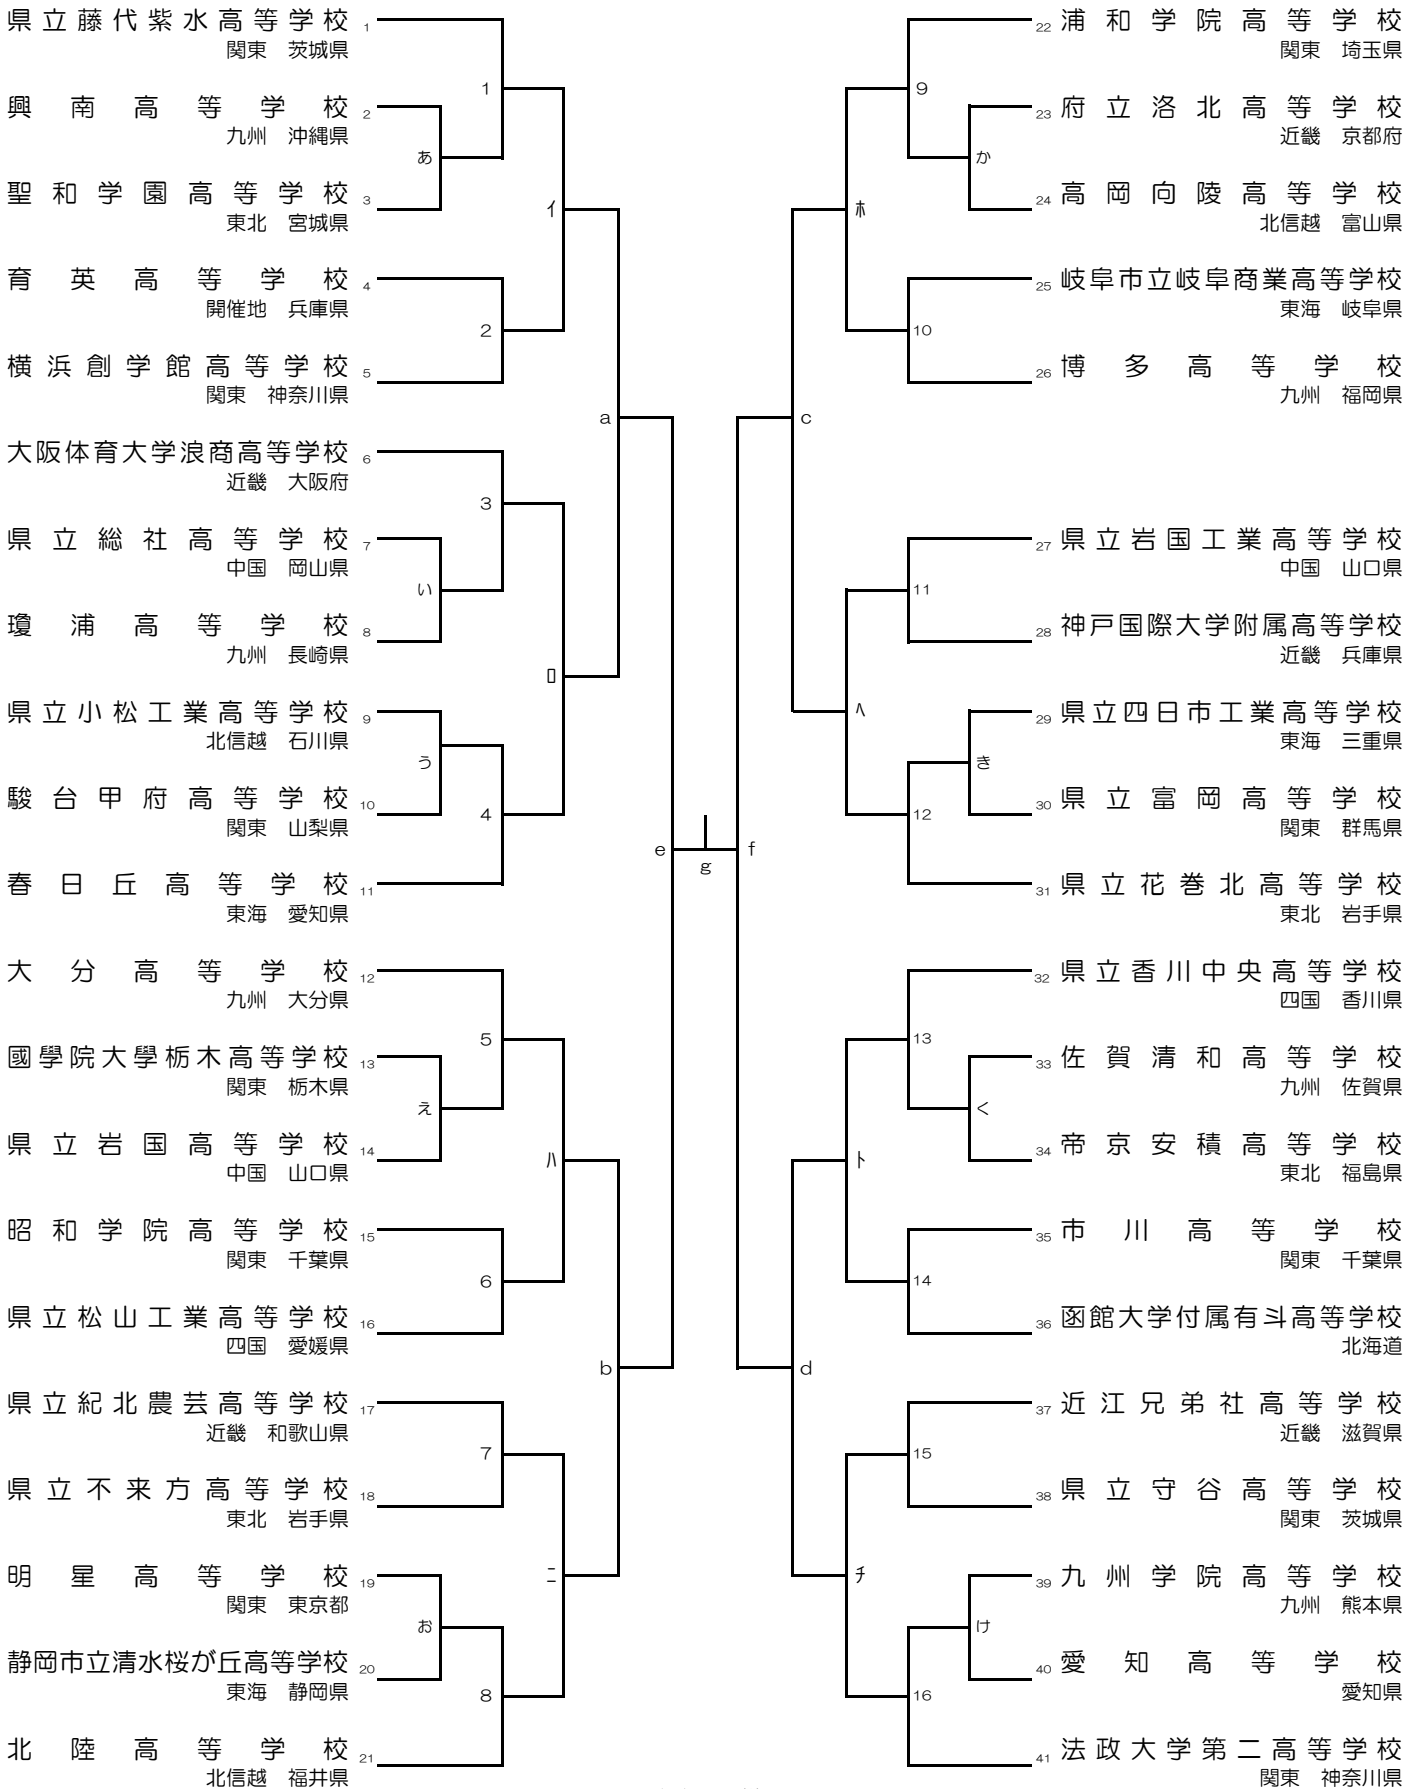 県立藤代紫水高等学校 1
関東 茨城県
興南高等学校 2
九州 沖縄県
聖和学園高等学校 3
東北 宮城県
育英高等学校 4
開催地 兵庫県
横浜創学館高等学校 5
関東 神奈川県
大阪体育大学浪商高等学校 6
近畿 大阪府
県立総社高等学校 7
中国 岡山県
瓊浦高等学校 8
九州 長崎県
県立小松工業高等学校 9
北信越 石川県
駿台甲府高等学校 10
関東 山梨県
春日丘高等学校 11
東海 愛知県
大分高等学校 12
九州 大分県
國學院大學栃木高等学校 13
関東 栃木県
県立岩国高等学校 14
中国 山口県
昭和学院高等学校 15
関東 千葉県
県立松山工業高等学校 16
四国 愛媛県
県立紀北農芸高等学校 17
近畿 和歌山県
県立不来方高等学校 18
東北 岩手県
明星高等学校 19
関東 東京都
静岡市立清水桜が丘高等学校 20
東海 静岡県
北陸高等学校 21
北信越 福井県
あ
い
う
え
お
1
2
3
4
5
6
7
8
イ
ロ
ハ
ニ
a
b
e
g
f
c
d
ホ
ヘ
ト
チ
9
10
11
12
13
14
15
16
か
き
く
け
22 浦和学院高等学校
関東 埼玉県
23 府立洛北高等学校
近畿 京都府
24 高岡向陵高等学校
北信越 富山県
25 岐阜市立岐阜商業高等学校
東海 岐阜県
26 博多高等学校
九州 福岡県
27 県立岩国工業高等学校
中国 山口県
28 神戸国際大学附属高等学校
近畿 兵庫県
29 県立四日市工業高等学校
東海 三重県
30 県立富岡高等学校
関東 群馬県
31 県立花巻北高等学校
東北 岩手県
32 県立香川中央高等学校
四国 香川県
33 佐賀清和高等学校
九州 佐賀県
34 帝京安積高等学校
東北 福島県
35 市川高等学校
関東 千葉県
36 函館大学付属有斗高等学校
北海道
37 近江兄弟社高等学校
近畿 滋賀県
38 県立守谷高等学校
関東 茨城県
39 九州学院高等学校
九州 熊本県
40 愛知高等学校
愛知県
41 法政大学第二高等学校
関東 神奈川県